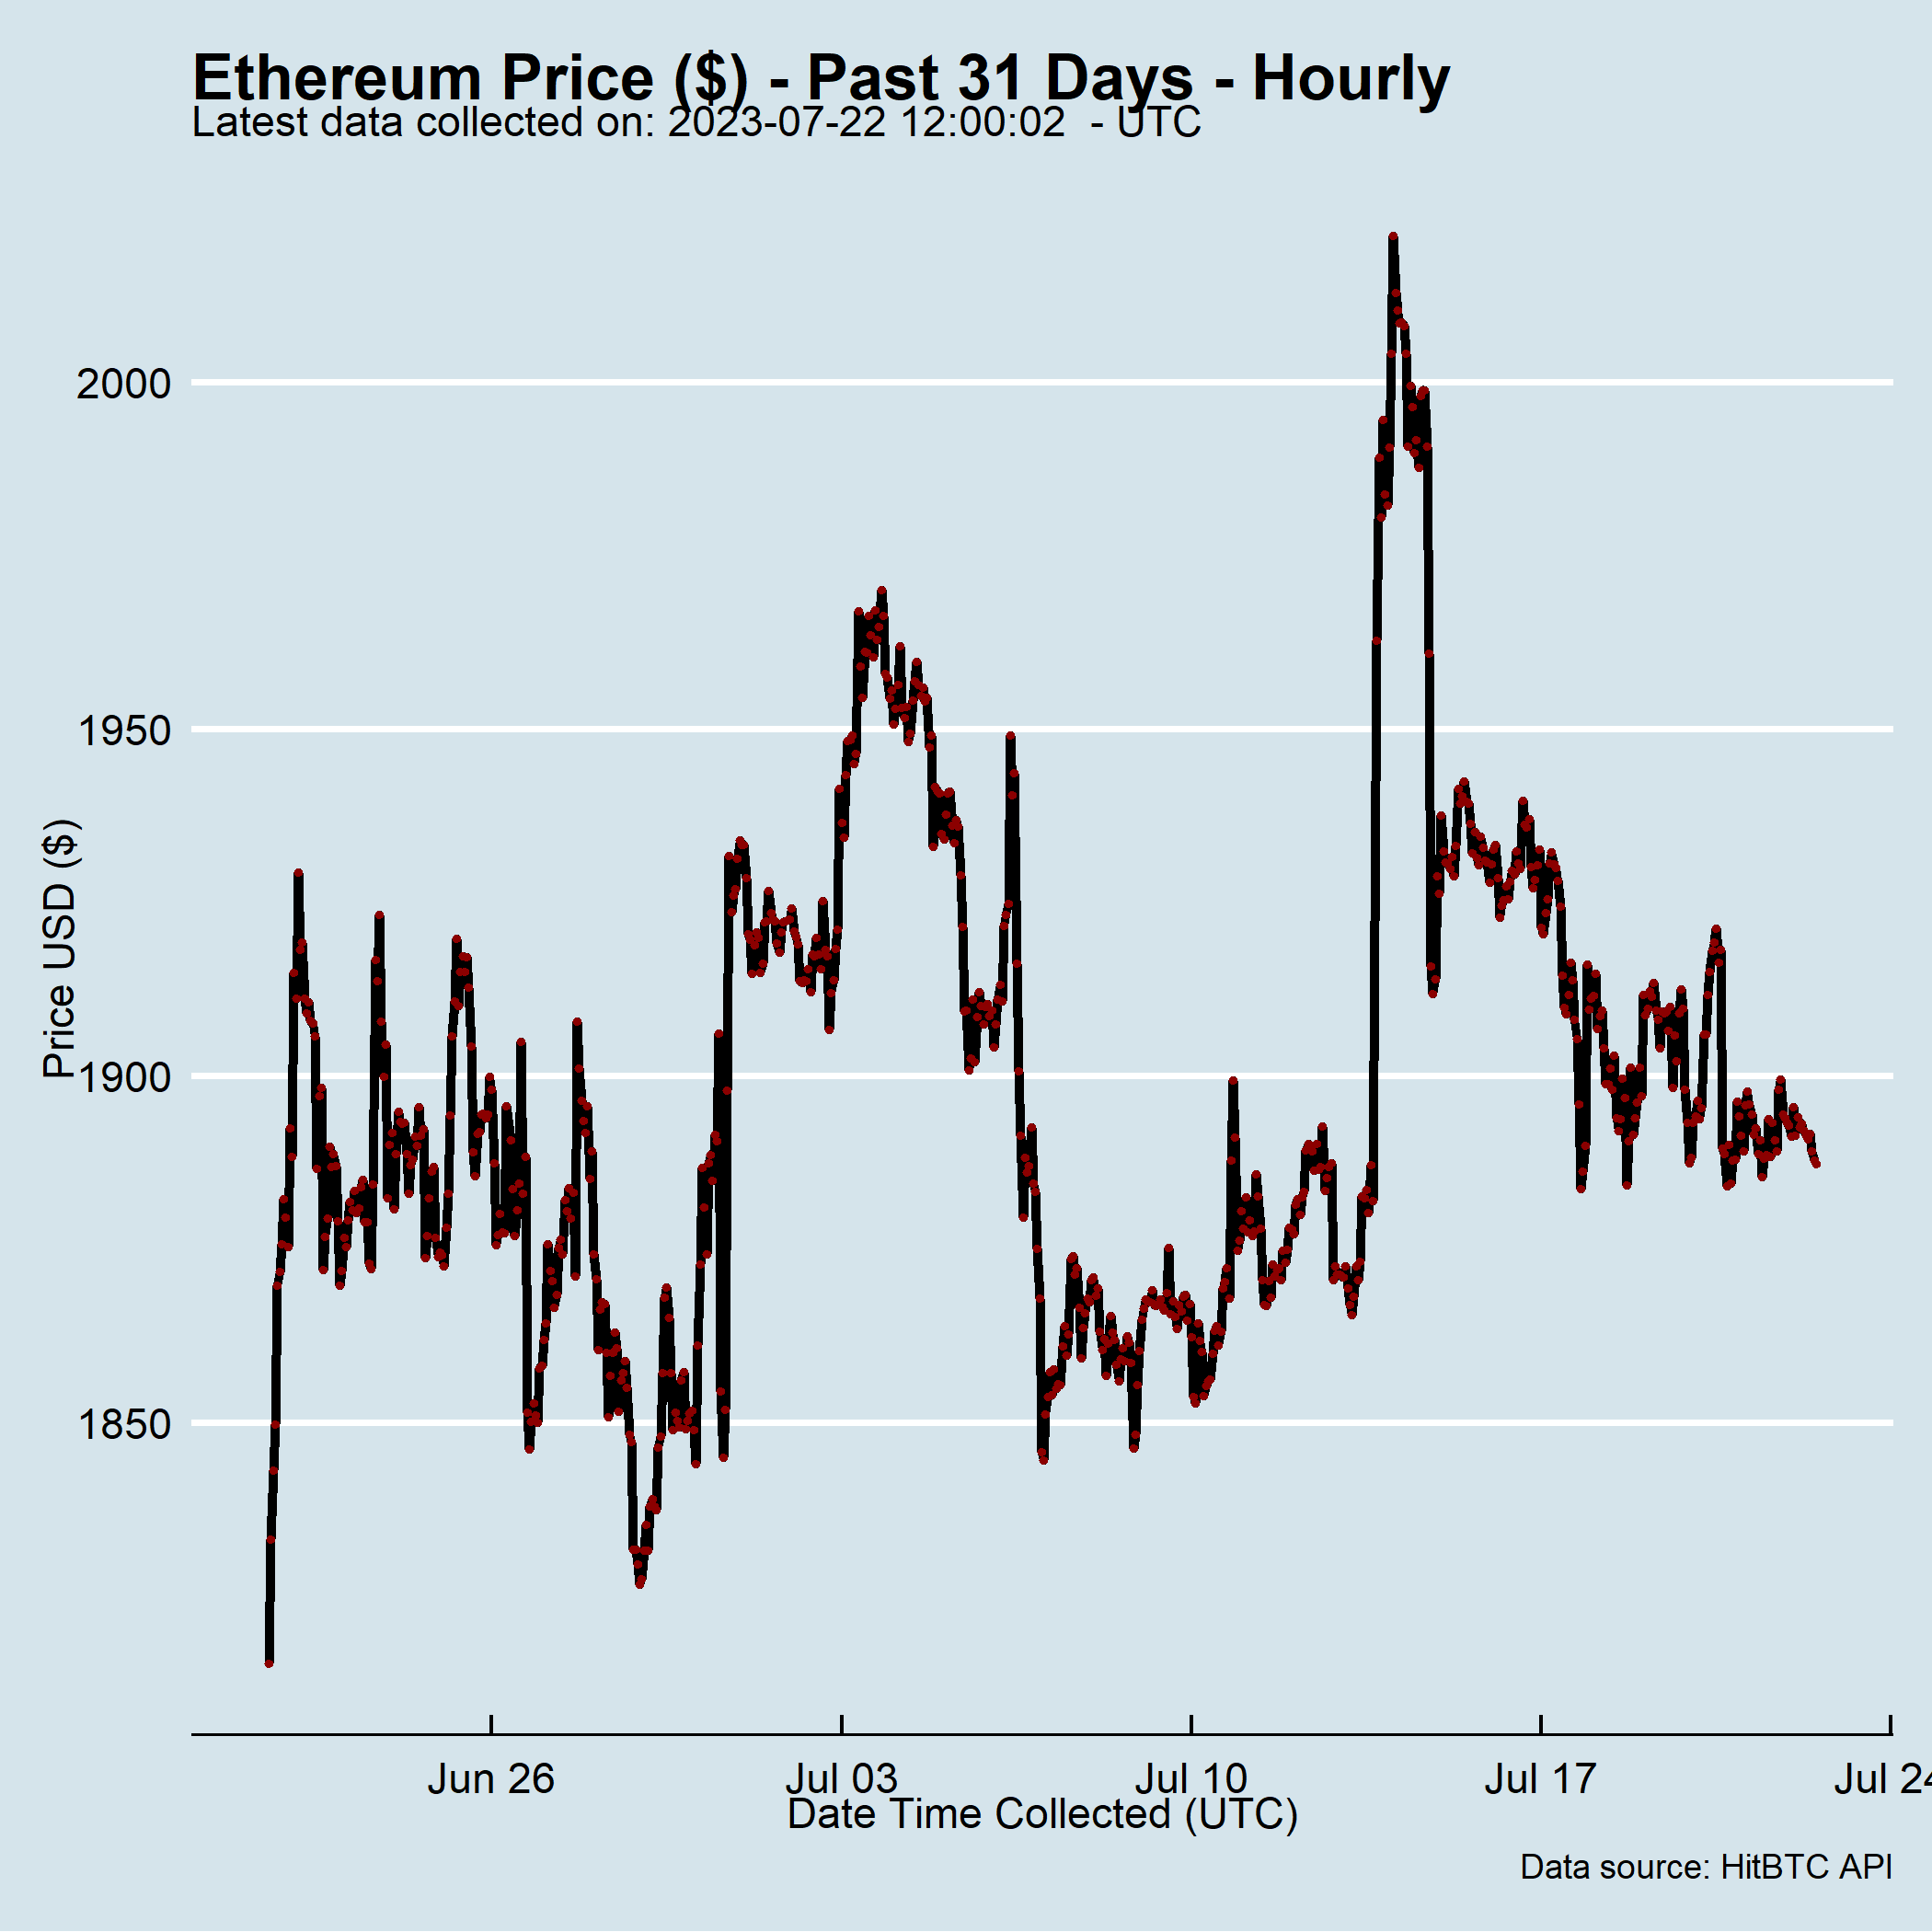 Ethereum Price ($) - Past 31 Days - Hourly
Latest data collected on: 2023-07-22 12:00:02  - UTC
Price USD ($)
2000
1950
1900
1850
Jun 26
Jul 03
Jul 10
Jul 17
Jul 24
Date Time Collected (UTC)
Data source: HitBTC API